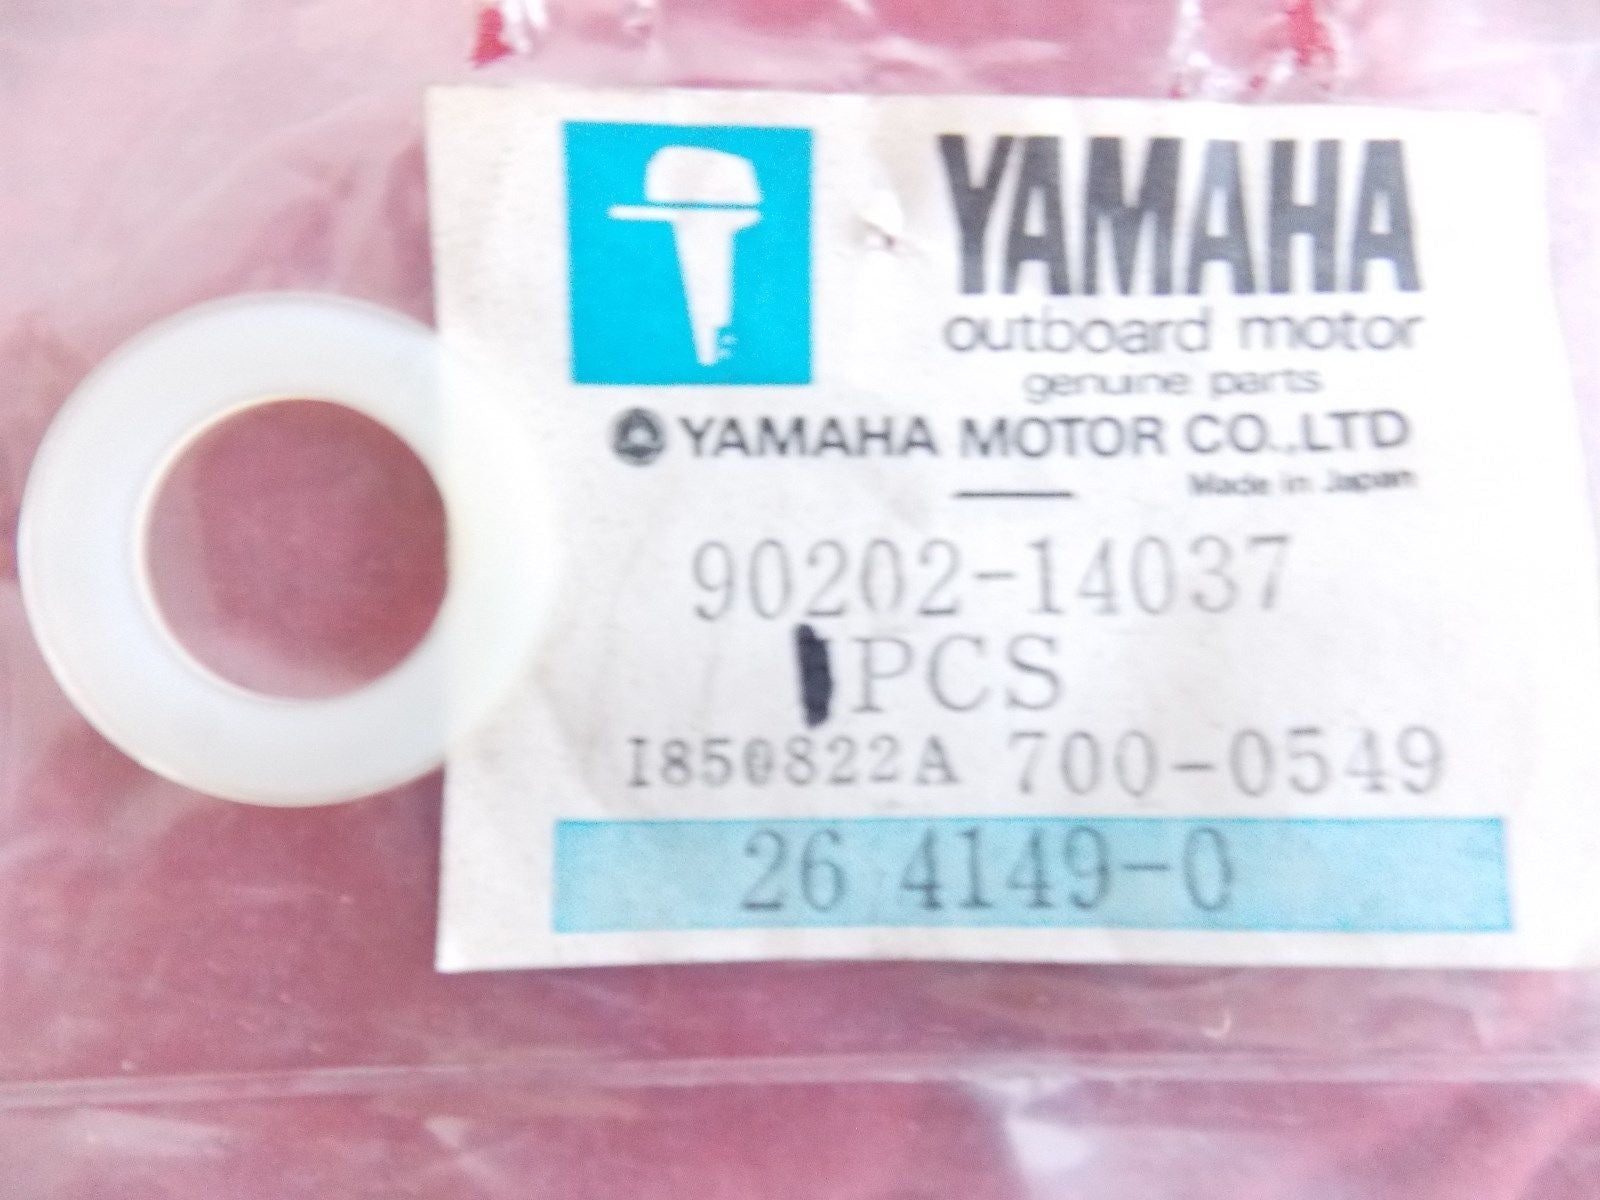 YAMAHA
outboard motor
genuine parts
YAMAHA MOTOR CO.,LTD
Made in Japan
90202-14037
1PCS
I850822A 700-0549
26 4149-0